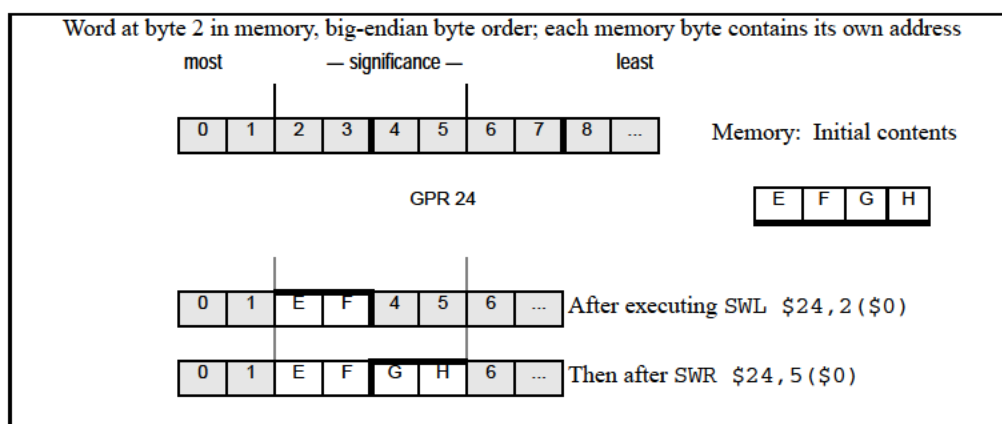 Word at byte 2 in memory, big-endian byte order; each memory byte contains its own address
most — significance — least
0 1 2 3 4 5 6 7 8 ... Memory: Initial contents
GPR 24 E F G H
0 1 E F 4 5 6 ... After executing SWL $24,2($0)
0 1 E F G H 6 ... Then after SWR $24,5($0)